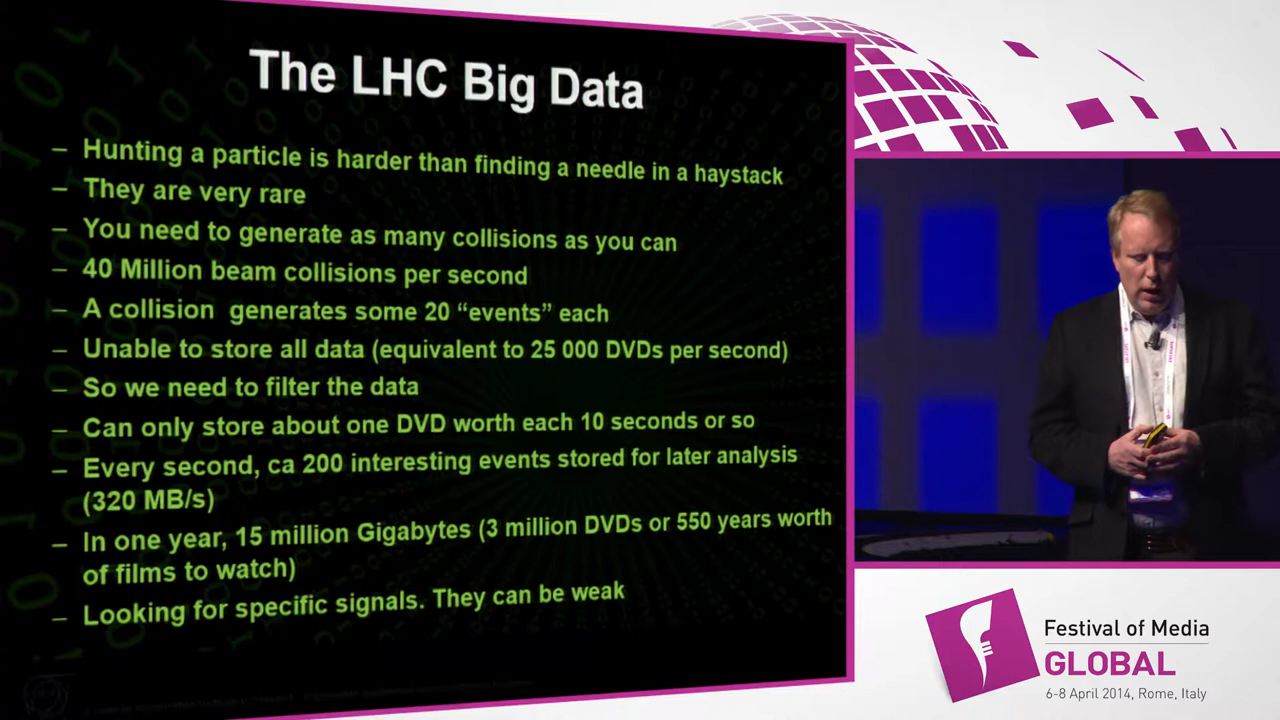 The LHC Big Data
– Hunting a particle is harder than finding a needle in a haystack
– They are very rare
– You need to generate as many collisions as you can
– 40 Million beam collisions per second
– A collision generates some 20 “events” each
– Unable to store all data (equivalent to 25 000 DVDs per second)
– So we need to filter the data
– Can only store about one DVD worth each 10 seconds or so
– Every second, ca 200 interesting events stored for later analysis
(320 MB/s)
– In one year, 15 million Gigabytes (3 million DVDs or 550 years worth
of films to watch)
– Looking for specific signals. They can be weak
Festival of Media
GLOBAL
6-8 April 2014, Rome, Italy